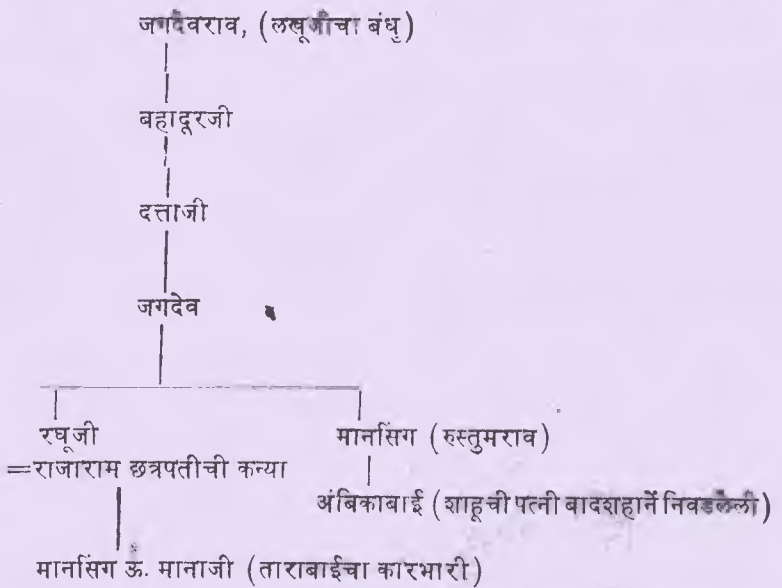 जगदेवराव, (लखूजीचा बंधु)
बहादूरजी
दत्ताजी
जगदेव
रघूजी मानसिंग (रुस्तुमराव)
=राजाराम छत्रपतीची कन्या
अंबिकाबाई (शाहूची पत्नी बादशहानें निवडलेली)
मानसिंग ऊ. मानाजी (ताराबाईचा कारभारी)